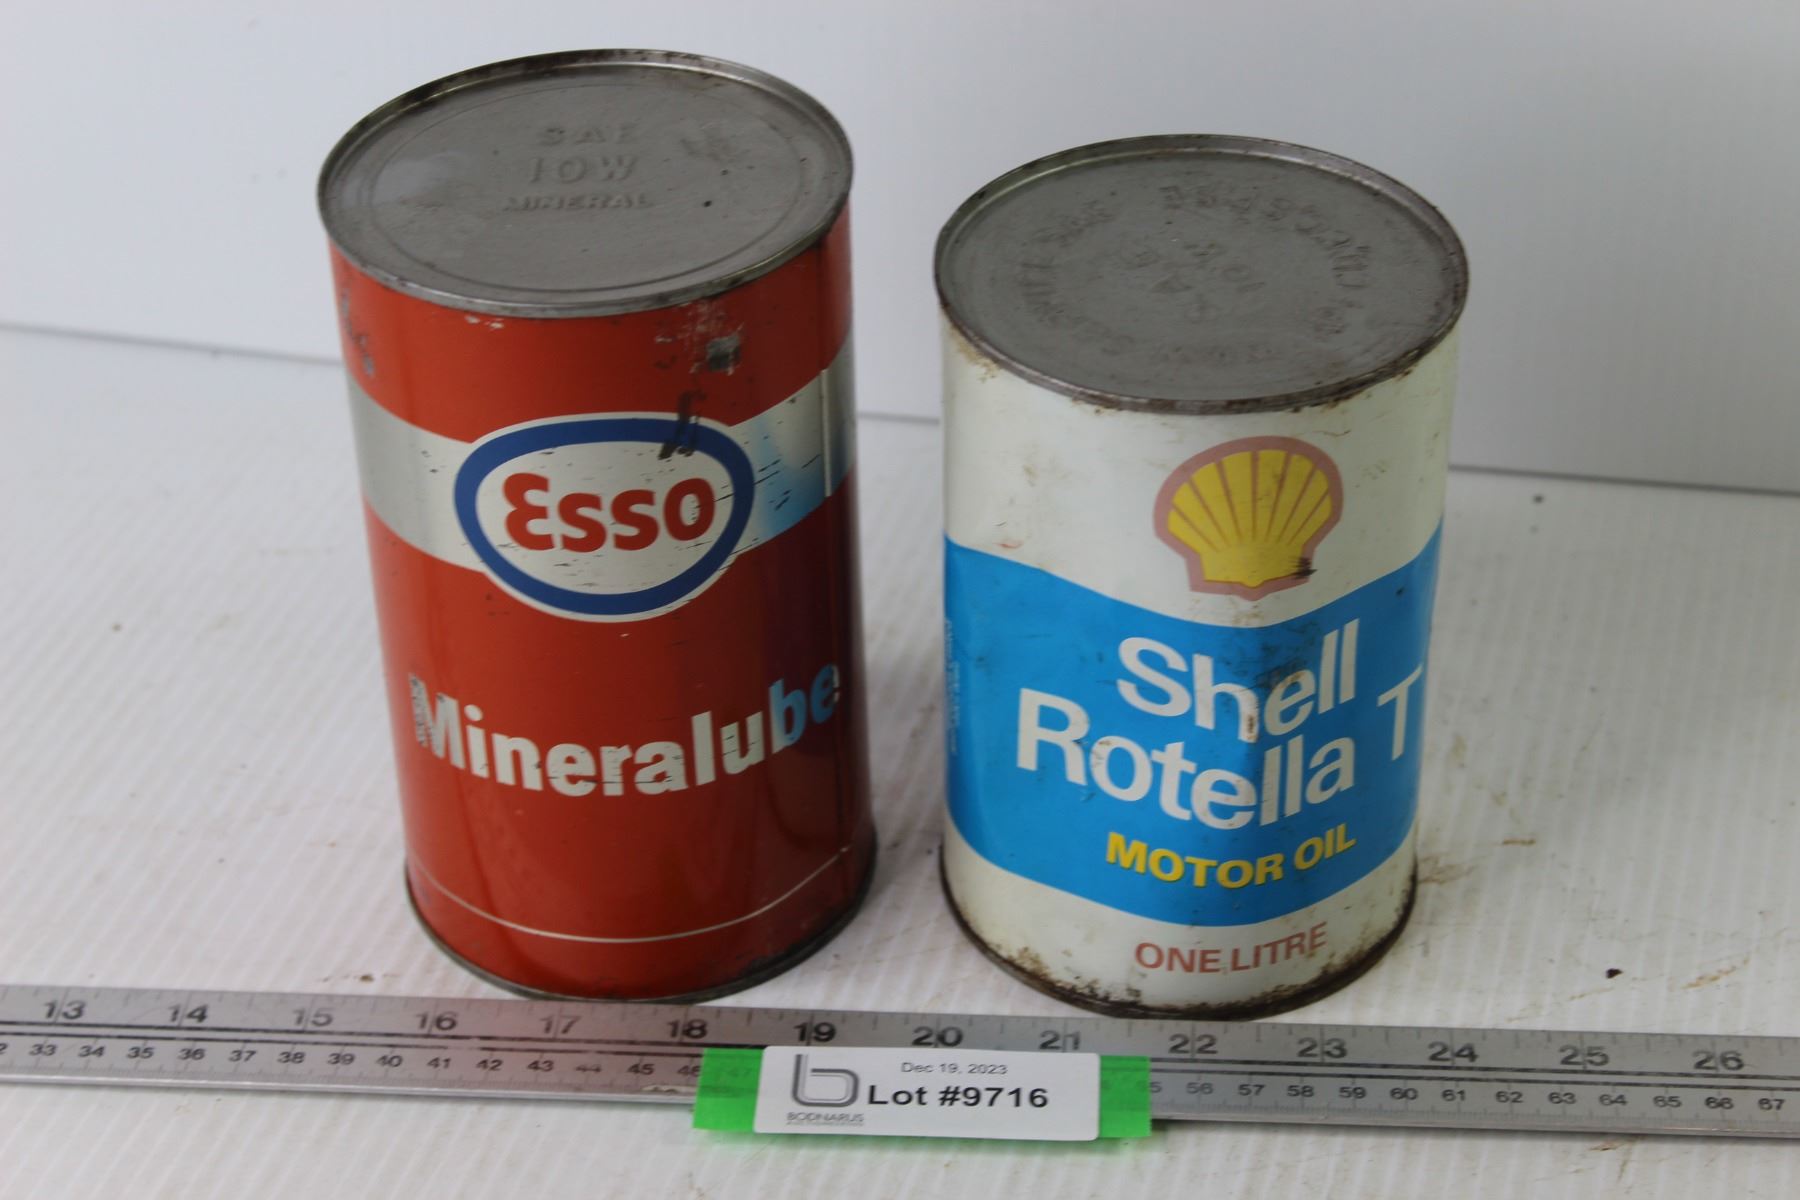 SAE
10W
MINERAL
Esso
Mineralube
Shell
Rotella T
MOTOR OIL
ONE LITRE
13 14 15 16 17 18 19 20 21 22 23 24 25 26
33 34 35 36 37 38 39 40 41 42 43 44 45 46 47 55 56 57 58 59 60 61 62 63 64 65 66 67
Dec 19, 2023
Lot #9716
BODNARUS